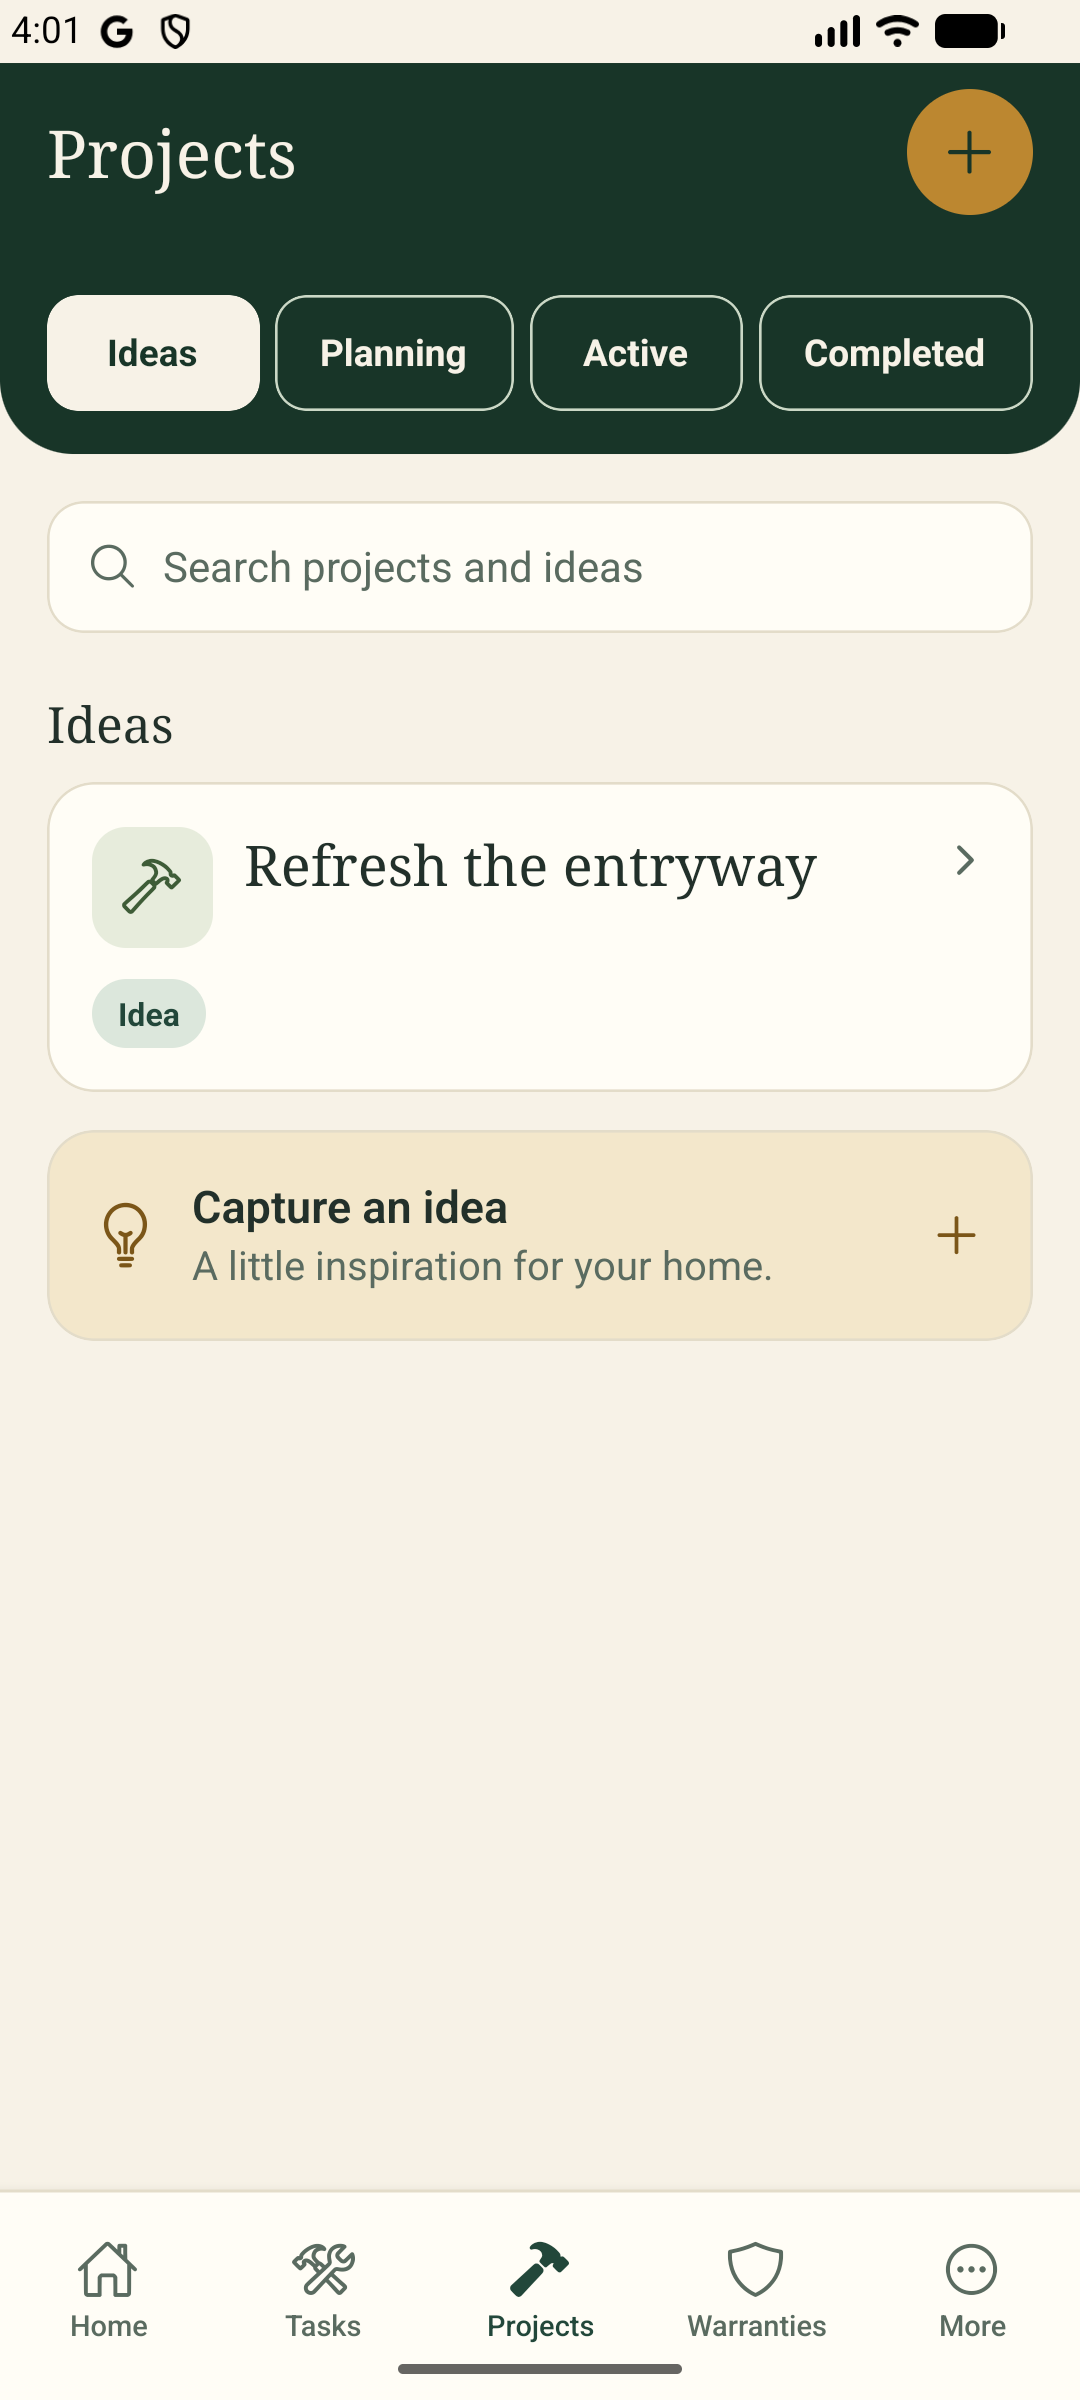 4:01
Projects
Ideas
Planning
Active
Completed
Search projects and ideas
Ideas
Refresh the entryway
Idea
Capture an idea
A little inspiration for your home.
Home
Tasks
Projects
Warranties
More